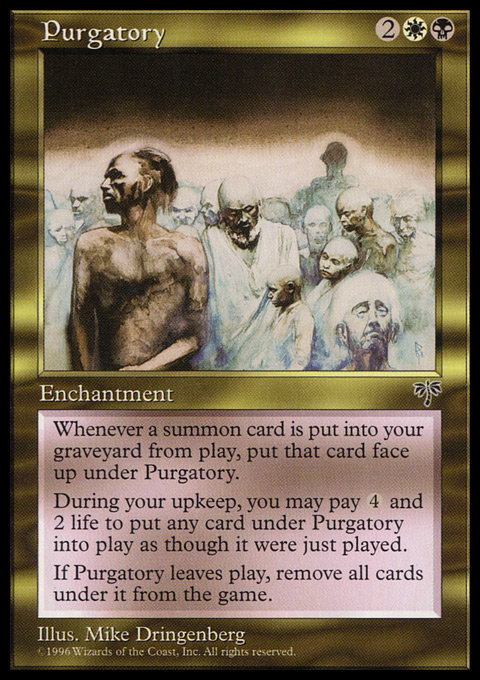 Purgatory 2
Enchantment
Whenever a summon card is put into your
graveyard from play, put that card face
up under Purgatory.
During your upkeep, you may pay 4 and
2 life to put any card under Purgatory
into play as though it were just played.
If Purgatory leaves play, remove all cards
under it from the game.
Illus. Mike Dringenberg
©1996 Wizards of the Coast, Inc. All rights reserved.